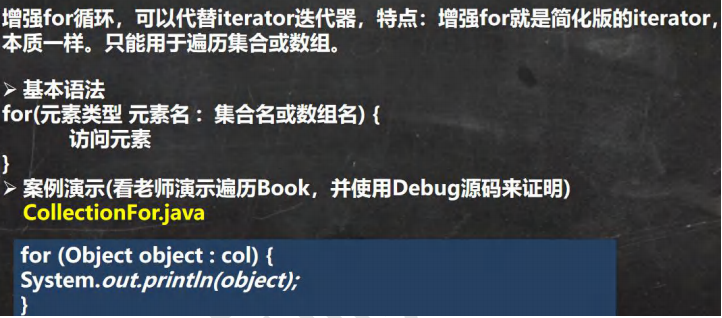 增强for循环，可以代替iterator迭代器，特点：增强for就是简化版的iterator，
本质一样。只能用于遍历集合或数组。
➢ 基本语法
for(元素类型 元素名 : 集合名或数组名) {
访问元素
}
➢ 案例演示(看老师演示遍历Book，并使用Debug源码来证明)
CollectionFor.java
for (Object object : col) {
System.out.println(object);
}